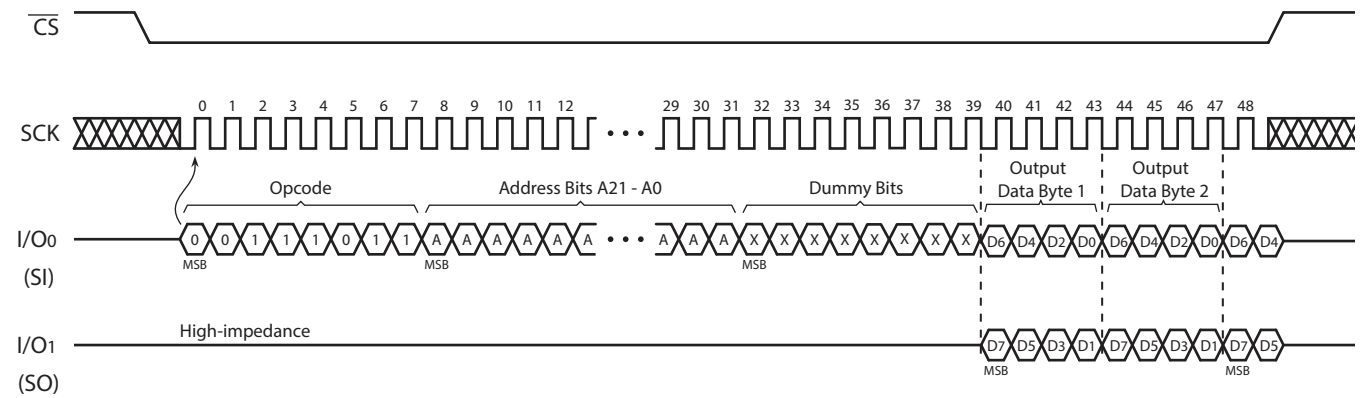 CS
SCK
0 1 2 3 4 5 6 7 8 9 10 11 12 29 30 31 32 33 34 35 36 37 38 39 40 41 42 43 44 45 46 47 48
Opcode
Address Bits A21 - A0
Dummy Bits
Output
Data Byte 1
Output
Data Byte 2
I/O0
(SI)
0 0 1 1 1 0 1 1 A A A A A A A A A X X X X X X X X D6 D4 D2 D0 D6 D4 D2 D0 D6 D4
MSB MSB MSB
High-impedance
I/O1
(SO)
D7 D5 D3 D1 D7 D5 D3 D1 D7 D5
MSB MSB